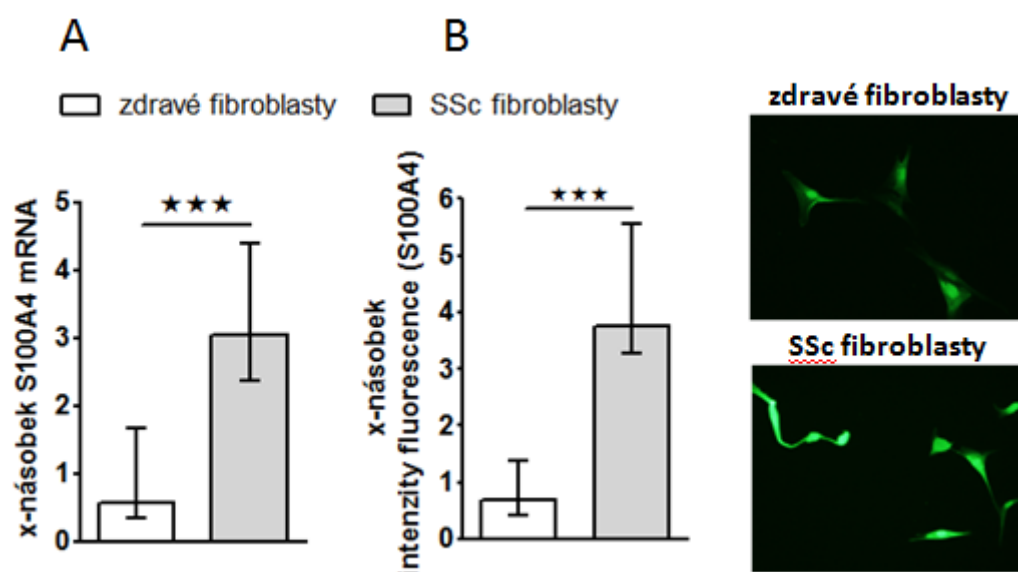 A
B
zdravé fibroblasty
SSc fibroblasty
x-násobek S100A4 mRNA
5
4
3
2
1
0
★★★
x-násobek
intenzity fluorescence (S100A4)
6
5
4
3
2
1
0
★★★
zdravé fibroblasty
SSc fibroblasty